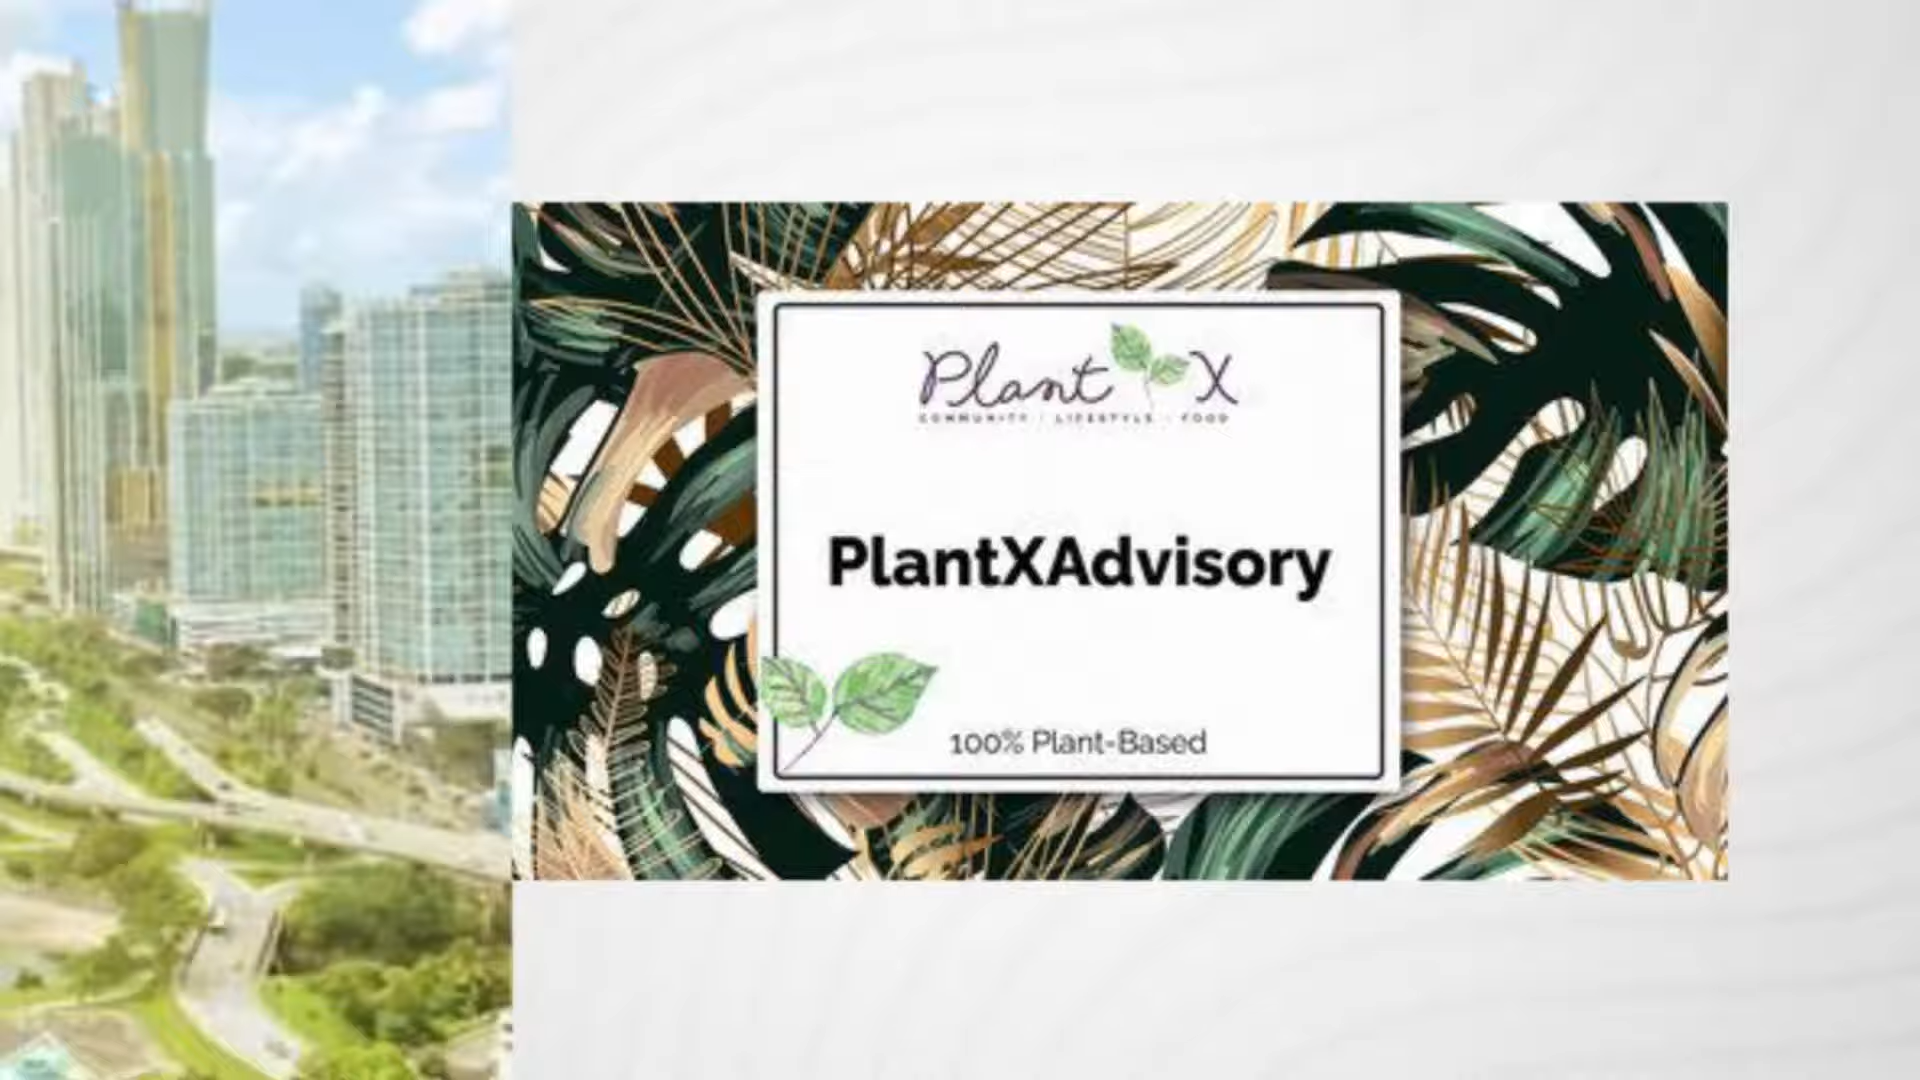 Plant X
COMMUNITY · LIFESTYLE · FOOD
PlantXAdvisory
100% Plant-Based